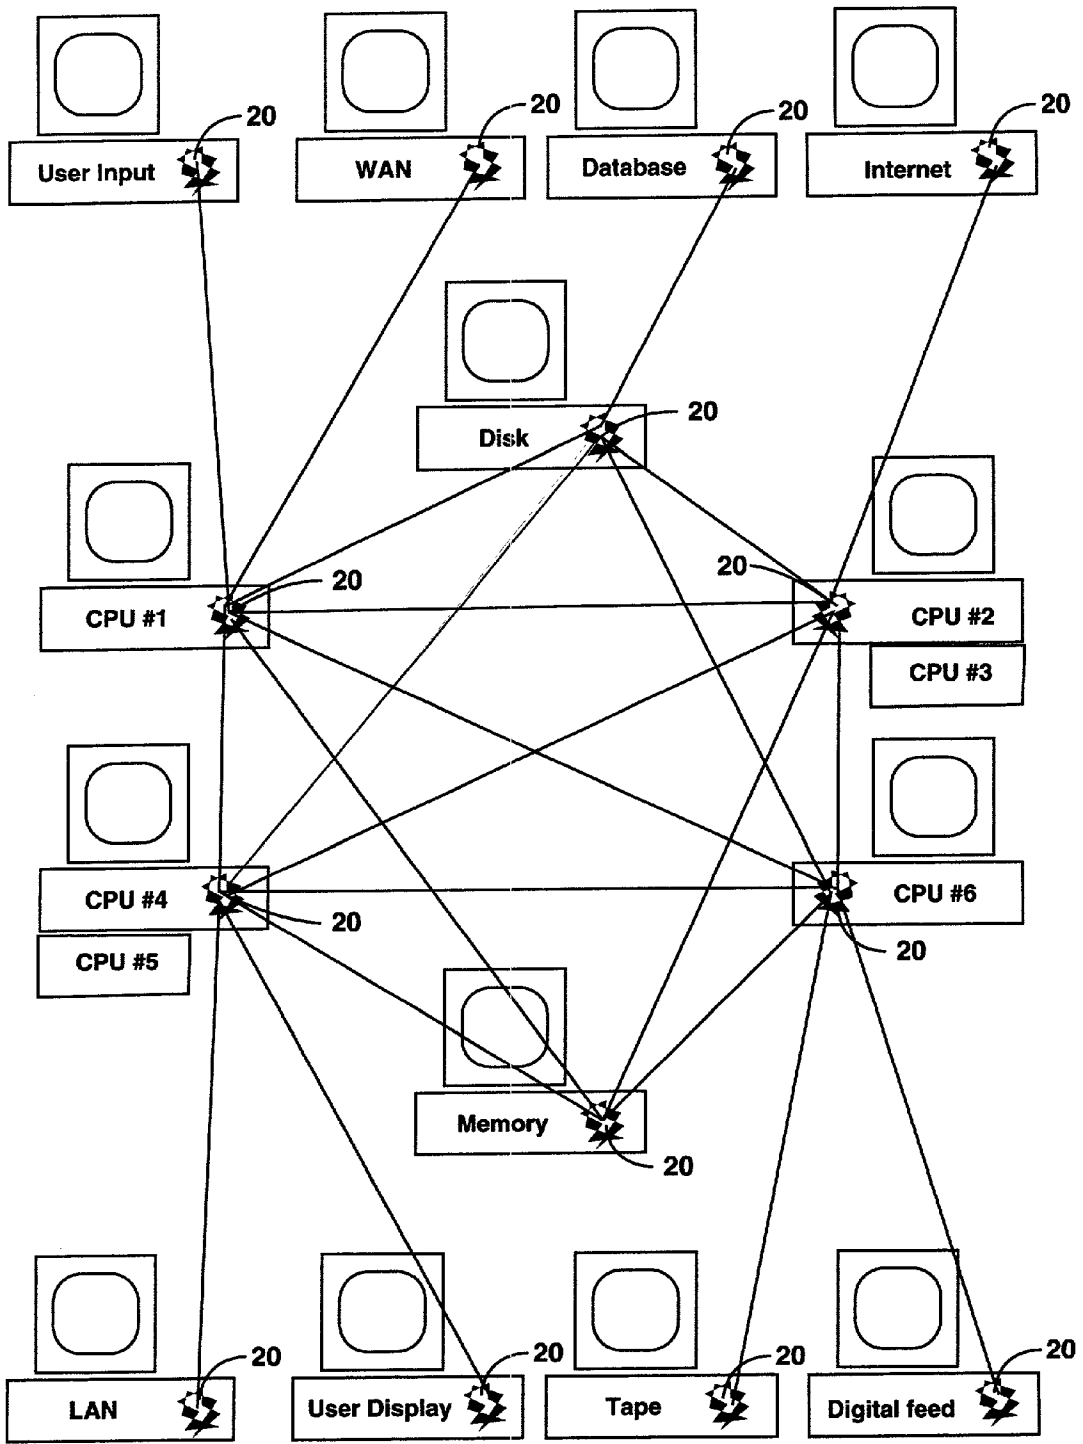 20
20
20
20
User Input
WAN
Database
Internet
20
Disk
20
20
CPU #1
CPU #2
CPU #3
CPU #4
CPU #6
20
20
CPU #5
Memory
20
20
20
20
20
LAN
User Display
Tape
Digital feed